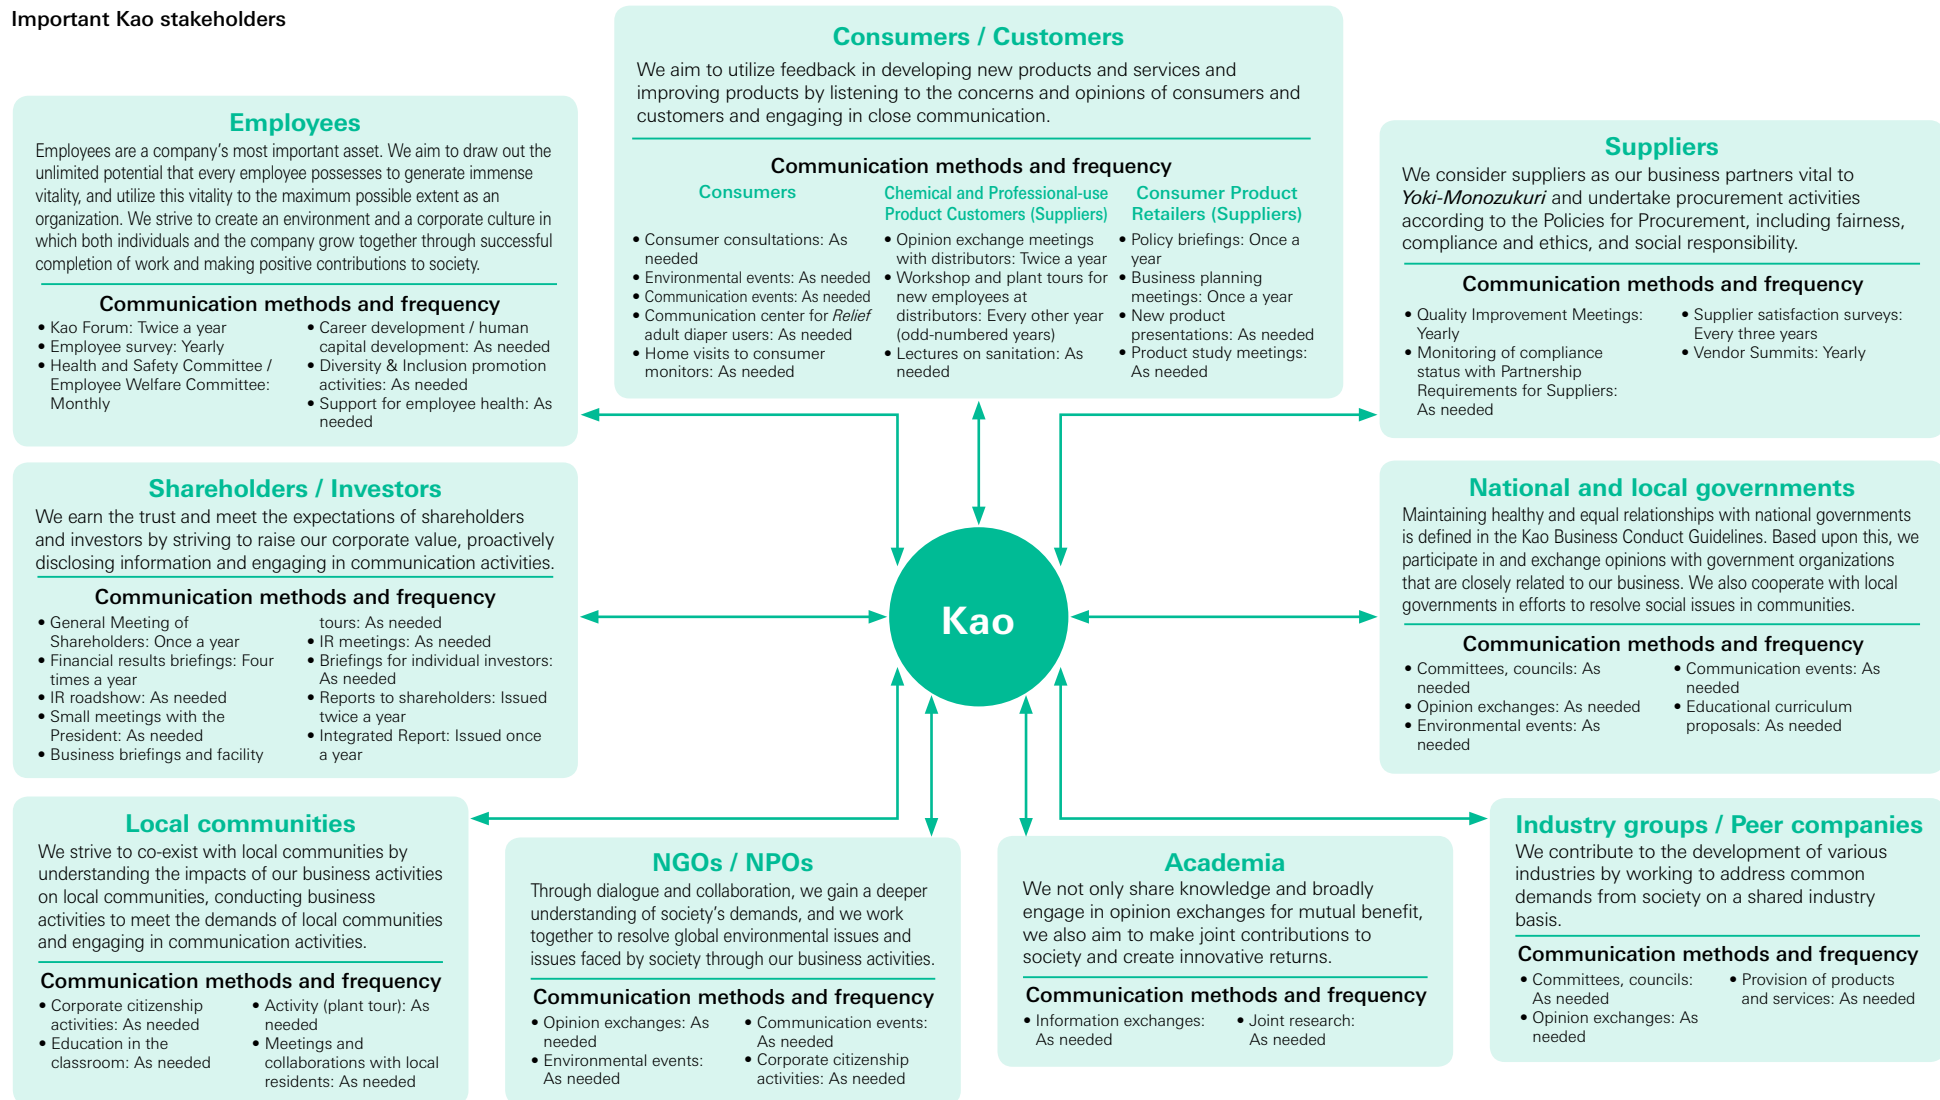 Important Kao stakeholders
Consumers / Customers
We aim to utilize feedback in developing new products and services and
improving products by listening to the concerns and opinions of consumers and
customers and engaging in close communication.
Communication methods and frequency
Consumers
• Consumer consultations: As
needed
• Environmental events: As needed
• Communication events: As needed
• Communication center for Relief
adult diaper users: As needed
• Home visits to consumer
monitors: As needed
Chemical and Professional-use
Product Customers (Suppliers)
• Opinion exchange meetings
with distributors: Twice a year
• Workshop and plant tours for
new employees at
distributors: Every other year
(odd-numbered years)
• Lectures on sanitation: As
needed
Consumer Product
Retailers (Suppliers)
• Policy briefings: Once a
year
• Business planning
meetings: Once a year
• New product
presentations: As needed
• Product study meetings:
As needed
Employees
Employees are a company’s most important asset. We aim to draw out the
unlimited potential that every employee possesses to generate immense
vitality, and utilize this vitality to the maximum possible extent as an
organization. We strive to create an environment and a corporate culture in
which both individuals and the company grow together through successful
completion of work and making positive contributions to society.
Communication methods and frequency
• Kao Forum: Twice a year
• Employee survey: Yearly
• Health and Safety Committee /
Employee Welfare Committee:
Monthly
• Career development / human
capital development: As needed
• Diversity & Inclusion promotion
activities: As needed
• Support for employee health: As
needed
Suppliers
We consider suppliers as our business partners vital to
Yoki-Monozukuri and undertake procurement activities
according to the Policies for Procurement, including fairness,
compliance and ethics, and social responsibility.
Communication methods and frequency
• Quality Improvement Meetings:
Yearly
• Monitoring of compliance
status with Partnership
Requirements for Suppliers:
As needed
• Supplier satisfaction surveys:
Every three years
• Vendor Summits: Yearly
Shareholders / Investors
We earn the trust and meet the expectations of shareholders
and investors by striving to raise our corporate value, proactively
disclosing information and engaging in communication activities.
Communication methods and frequency
• General Meeting of
Shareholders: Once a year
• Financial results briefings: Four
times a year
• IR roadshow: As needed
• Small meetings with the
President: As needed
• Business briefings and facility
tours: As needed
• IR meetings: As needed
• Briefings for individual investors:
As needed
• Reports to shareholders: Issued
twice a year
• Integrated Report: Issued once
a year
Kao
National and local governments
Maintaining healthy and equal relationships with national governments
is defined in the Kao Business Conduct Guidelines. Based upon this, we
participate in and exchange opinions with government organizations
that are closely related to our business. We also cooperate with local
governments in efforts to resolve social issues in communities.
Communication methods and frequency
• Committees, councils: As
needed
• Opinion exchanges: As needed
• Environmental events: As
needed
• Communication events: As
needed
• Educational curriculum
proposals: As needed
Local communities
We strive to co-exist with local communities by
understanding the impacts of our business activities
on local communities, conducting business
activities to meet the demands of local communities
and engaging in communication activities.
Communication methods and frequency
• Corporate citizenship
activities: As needed
• Education in the
classroom: As needed
• Activity (plant tour): As
needed
• Meetings and
collaborations with local
residents: As needed
NGOs / NPOs
Through dialogue and collaboration, we gain a deeper
understanding of society’s demands, and we work
together to resolve global environmental issues and
issues faced by society through our business activities.
Communication methods and frequency
• Opinion exchanges: As
needed
• Environmental events:
As needed
• Communication events:
As needed
• Corporate citizenship
activities: As needed
Academia
We not only share knowledge and broadly
engage in opinion exchanges for mutual benefit,
we also aim to make joint contributions to
society and create innovative returns.
Communication methods and frequency
• Information exchanges:
As needed
• Joint research:
As needed
Industry groups / Peer companies
We contribute to the development of various
industries by working to address common
demands from society on a shared industry
basis.
Communication methods and frequency
• Committees, councils:
As needed
• Opinion exchanges: As
needed
• Provision of products
and services: As needed